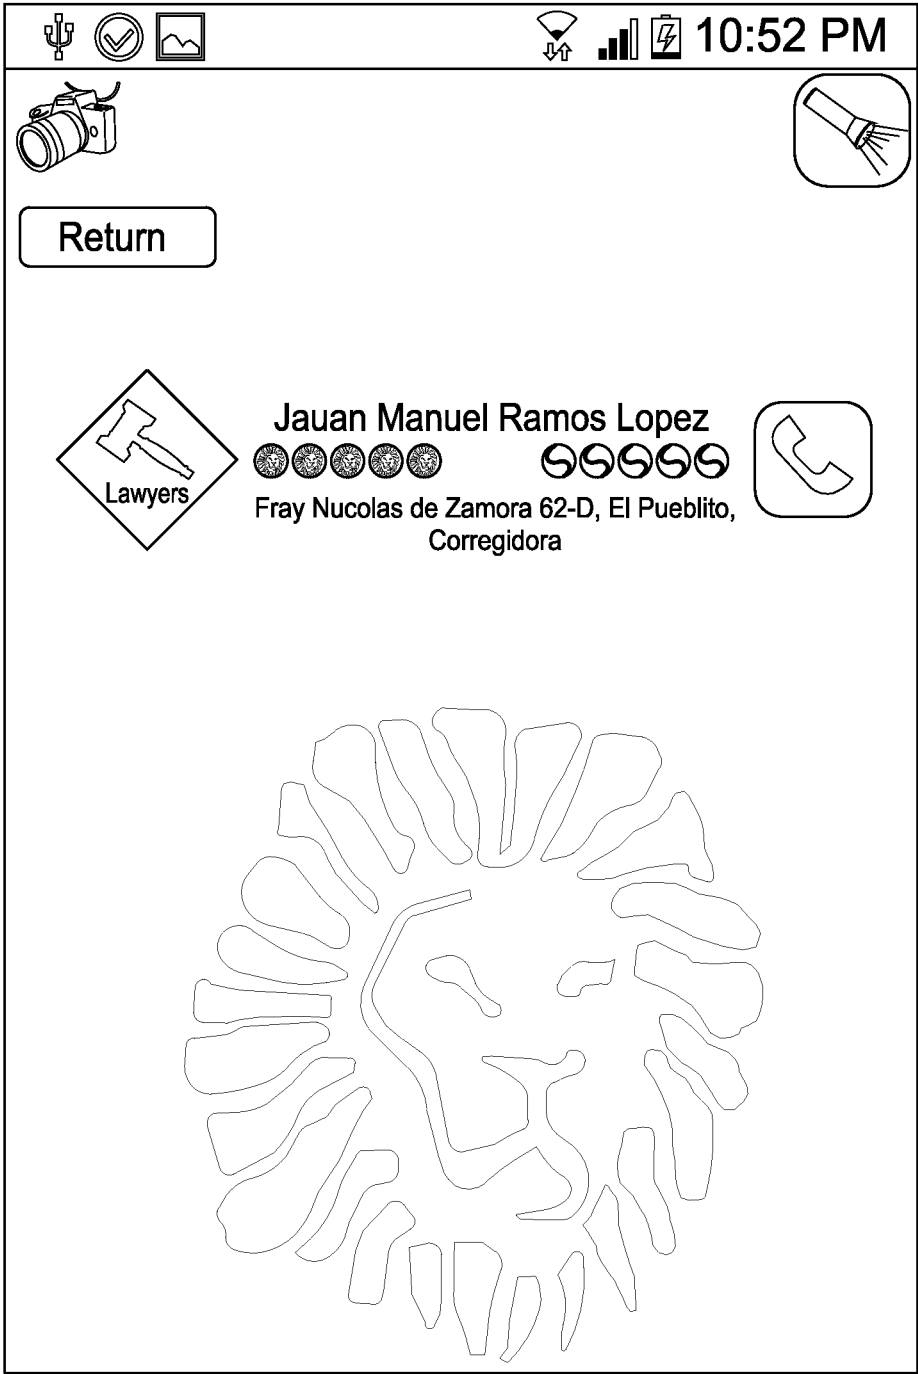 10:52 PM
Return
Jauan Manuel Ramos Lopez
Lawyers
Fray Nucolas de Zamora 62-D, El Pueblito,
Corregidora